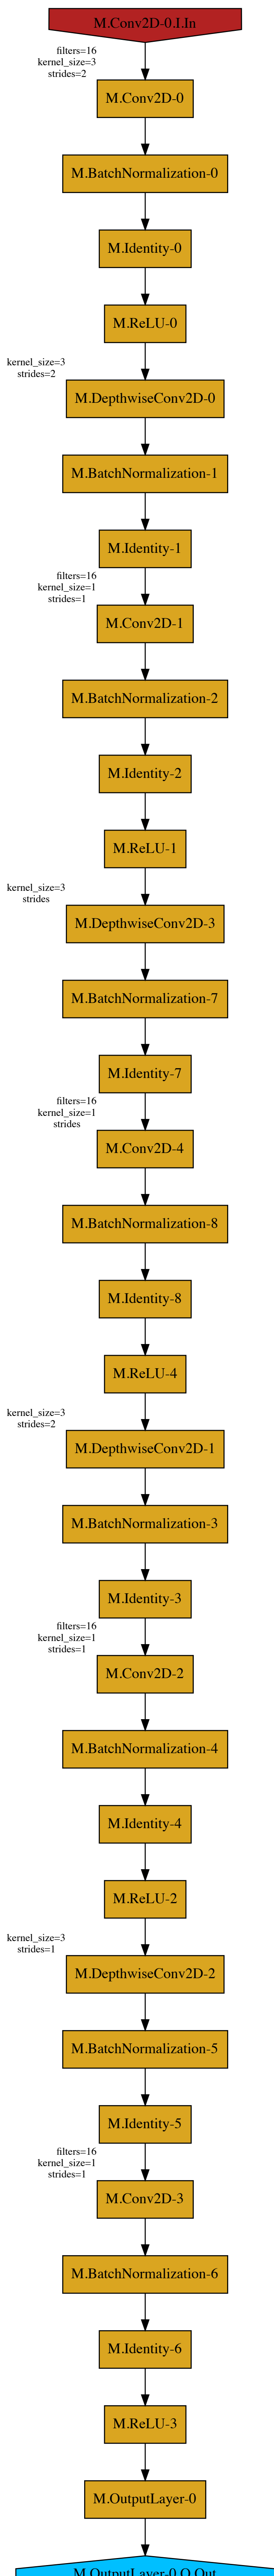 M.Conv2D-0.I.In
filters=16
kernel_size=3
strides=2
M.Conv2D-0
M.BatchNormalization-0
M.Identity-0
M.ReLU-0
kernel_size=3
strides=2
M.DepthwiseConv2D-0
M.BatchNormalization-1
M.Identity-1
filters=16
kernel_size=1
strides=1
M.Conv2D-1
M.BatchNormalization-2
M.Identity-2
M.ReLU-1
kernel_size=3
strides
M.DepthwiseConv2D-3
M.BatchNormalization-7
M.Identity-7
filters=16
kernel_size=1
strides
M.Conv2D-4
M.BatchNormalization-8
M.Identity-8
M.ReLU-4
kernel_size=3
strides=2
M.DepthwiseConv2D-1
M.BatchNormalization-3
M.Identity-3
filters=16
kernel_size=1
strides=1
M.Conv2D-2
M.BatchNormalization-4
M.Identity-4
M.ReLU-2
kernel_size=3
strides=1
M.DepthwiseConv2D-2
M.BatchNormalization-5
M.Identity-5
filters=16
kernel_size=1
strides=1
M.Conv2D-3
M.BatchNormalization-6
M.Identity-6
M.ReLU-3
M.OutputLayer-0
M.OutputLayer-0.O.Out